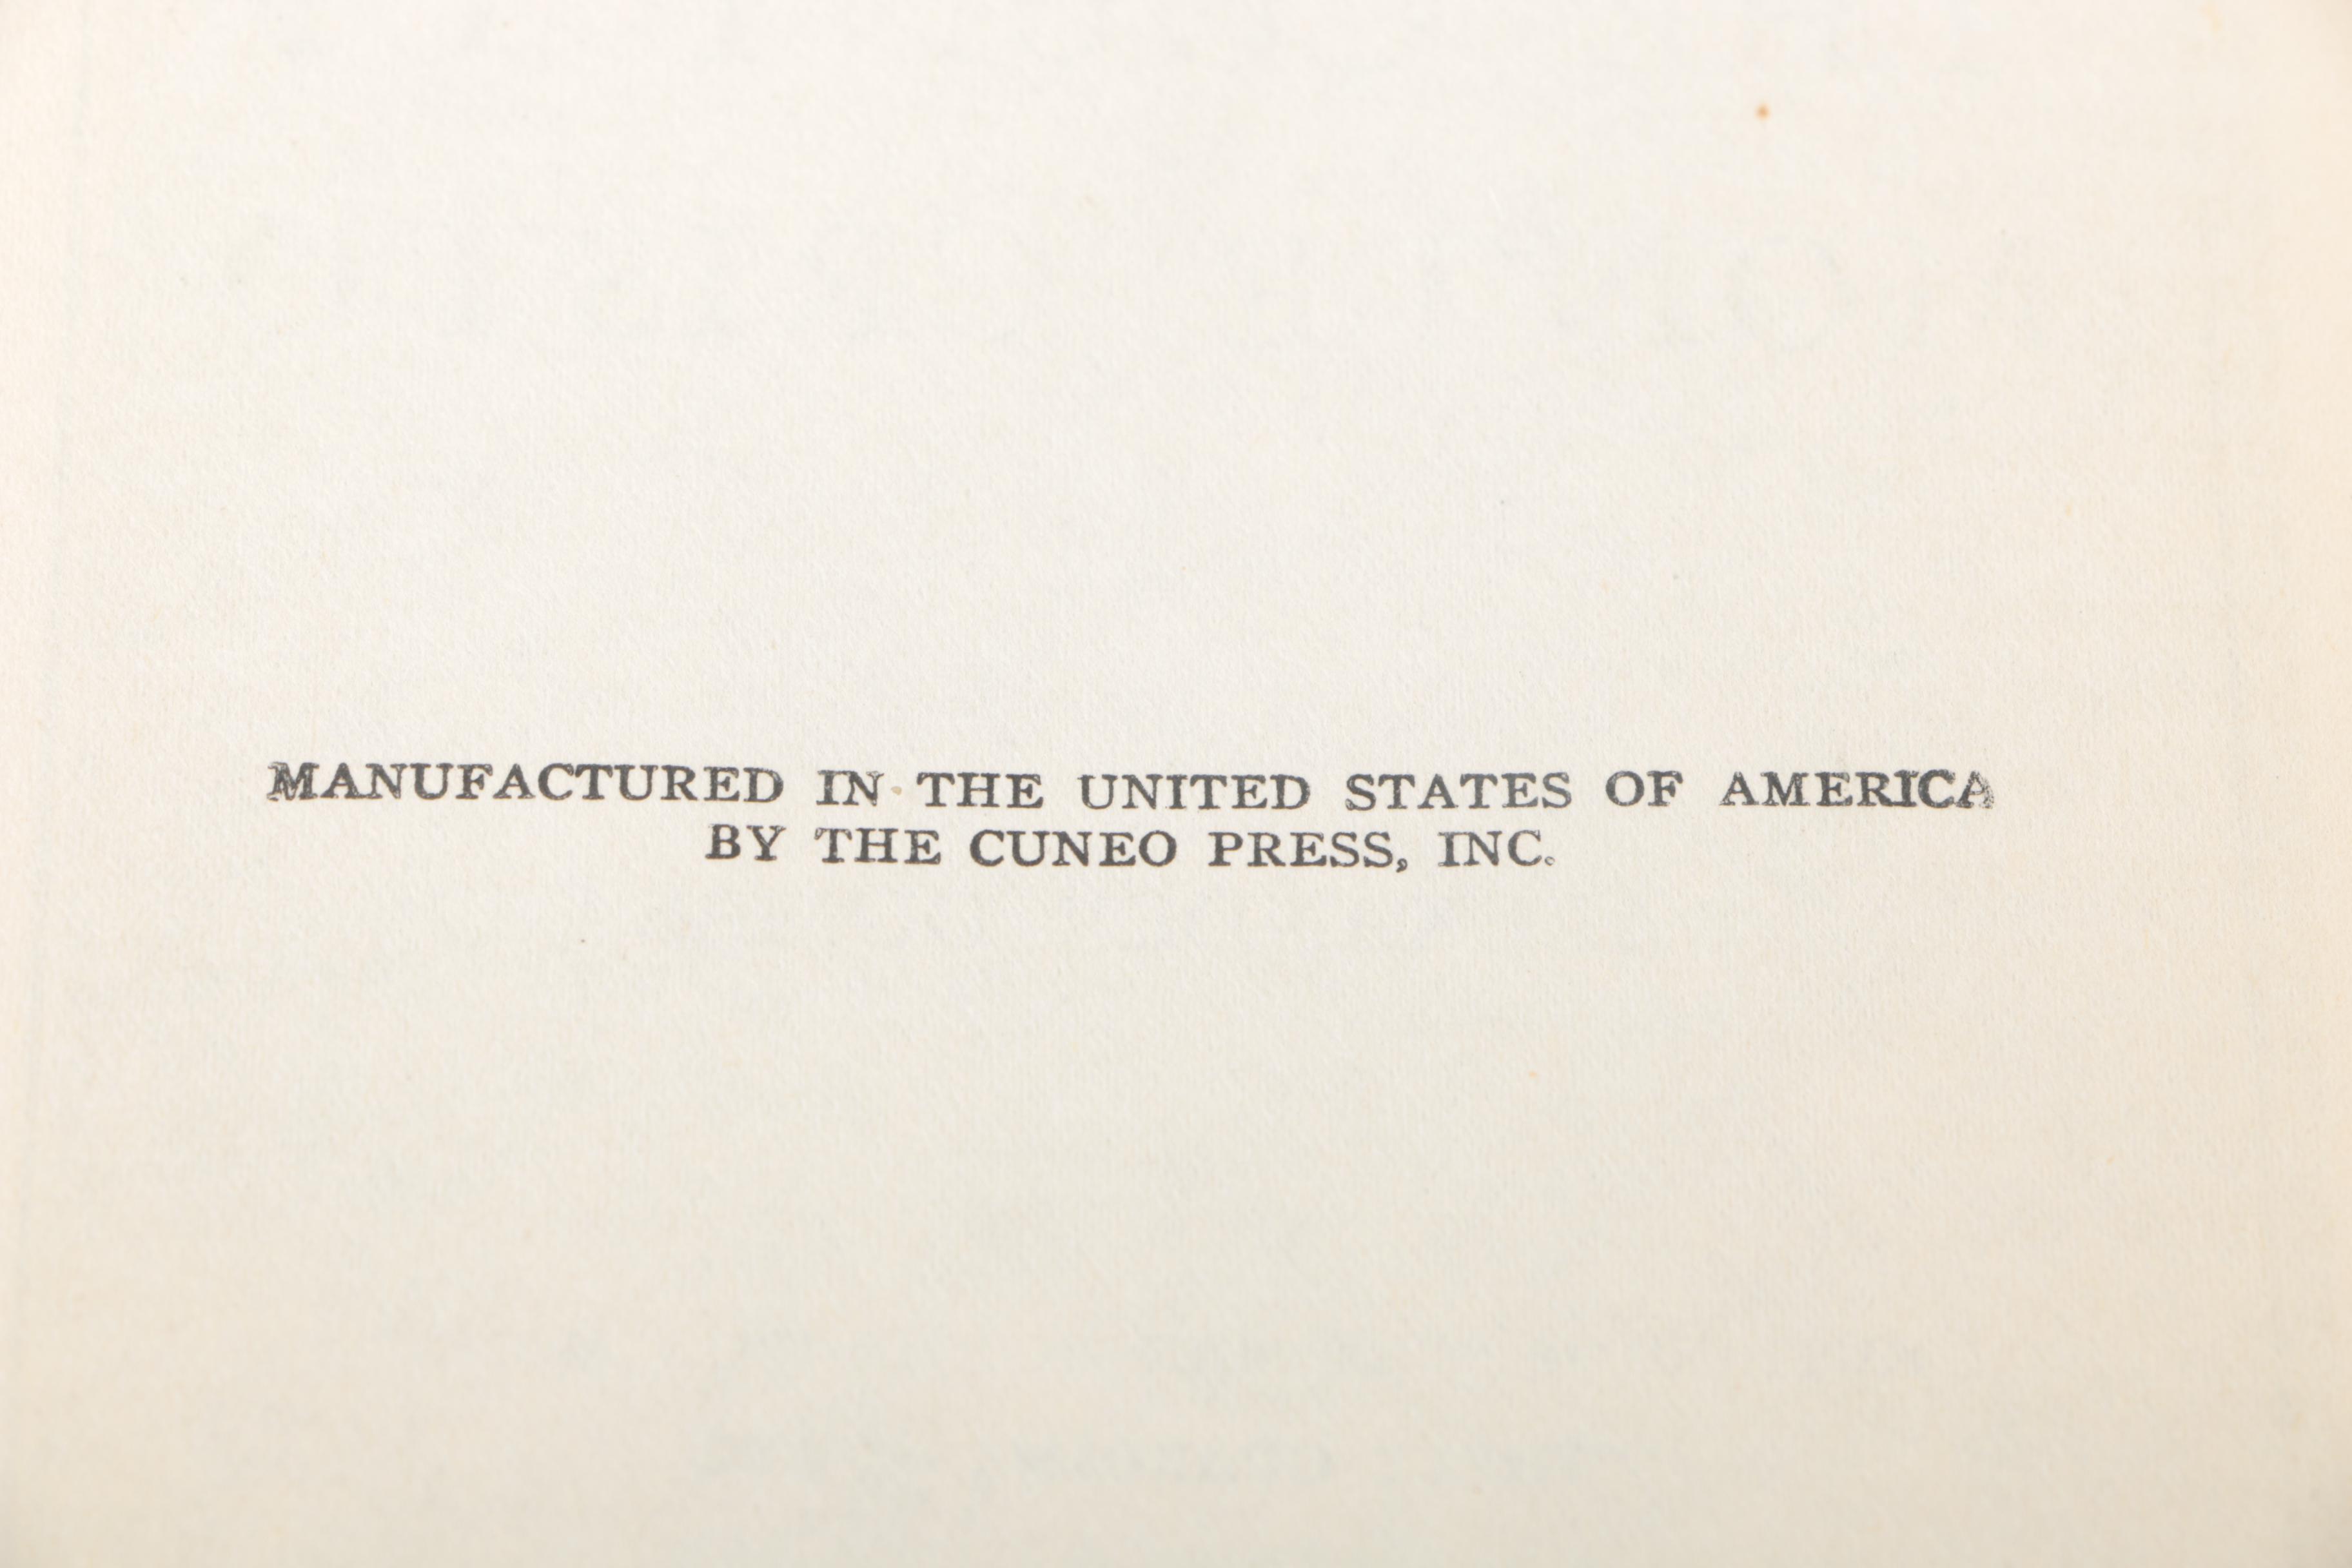 MANUFACTURED IN THE UNITED STATES OF AMERICA
BY THE CUNEO PRESS, INC.